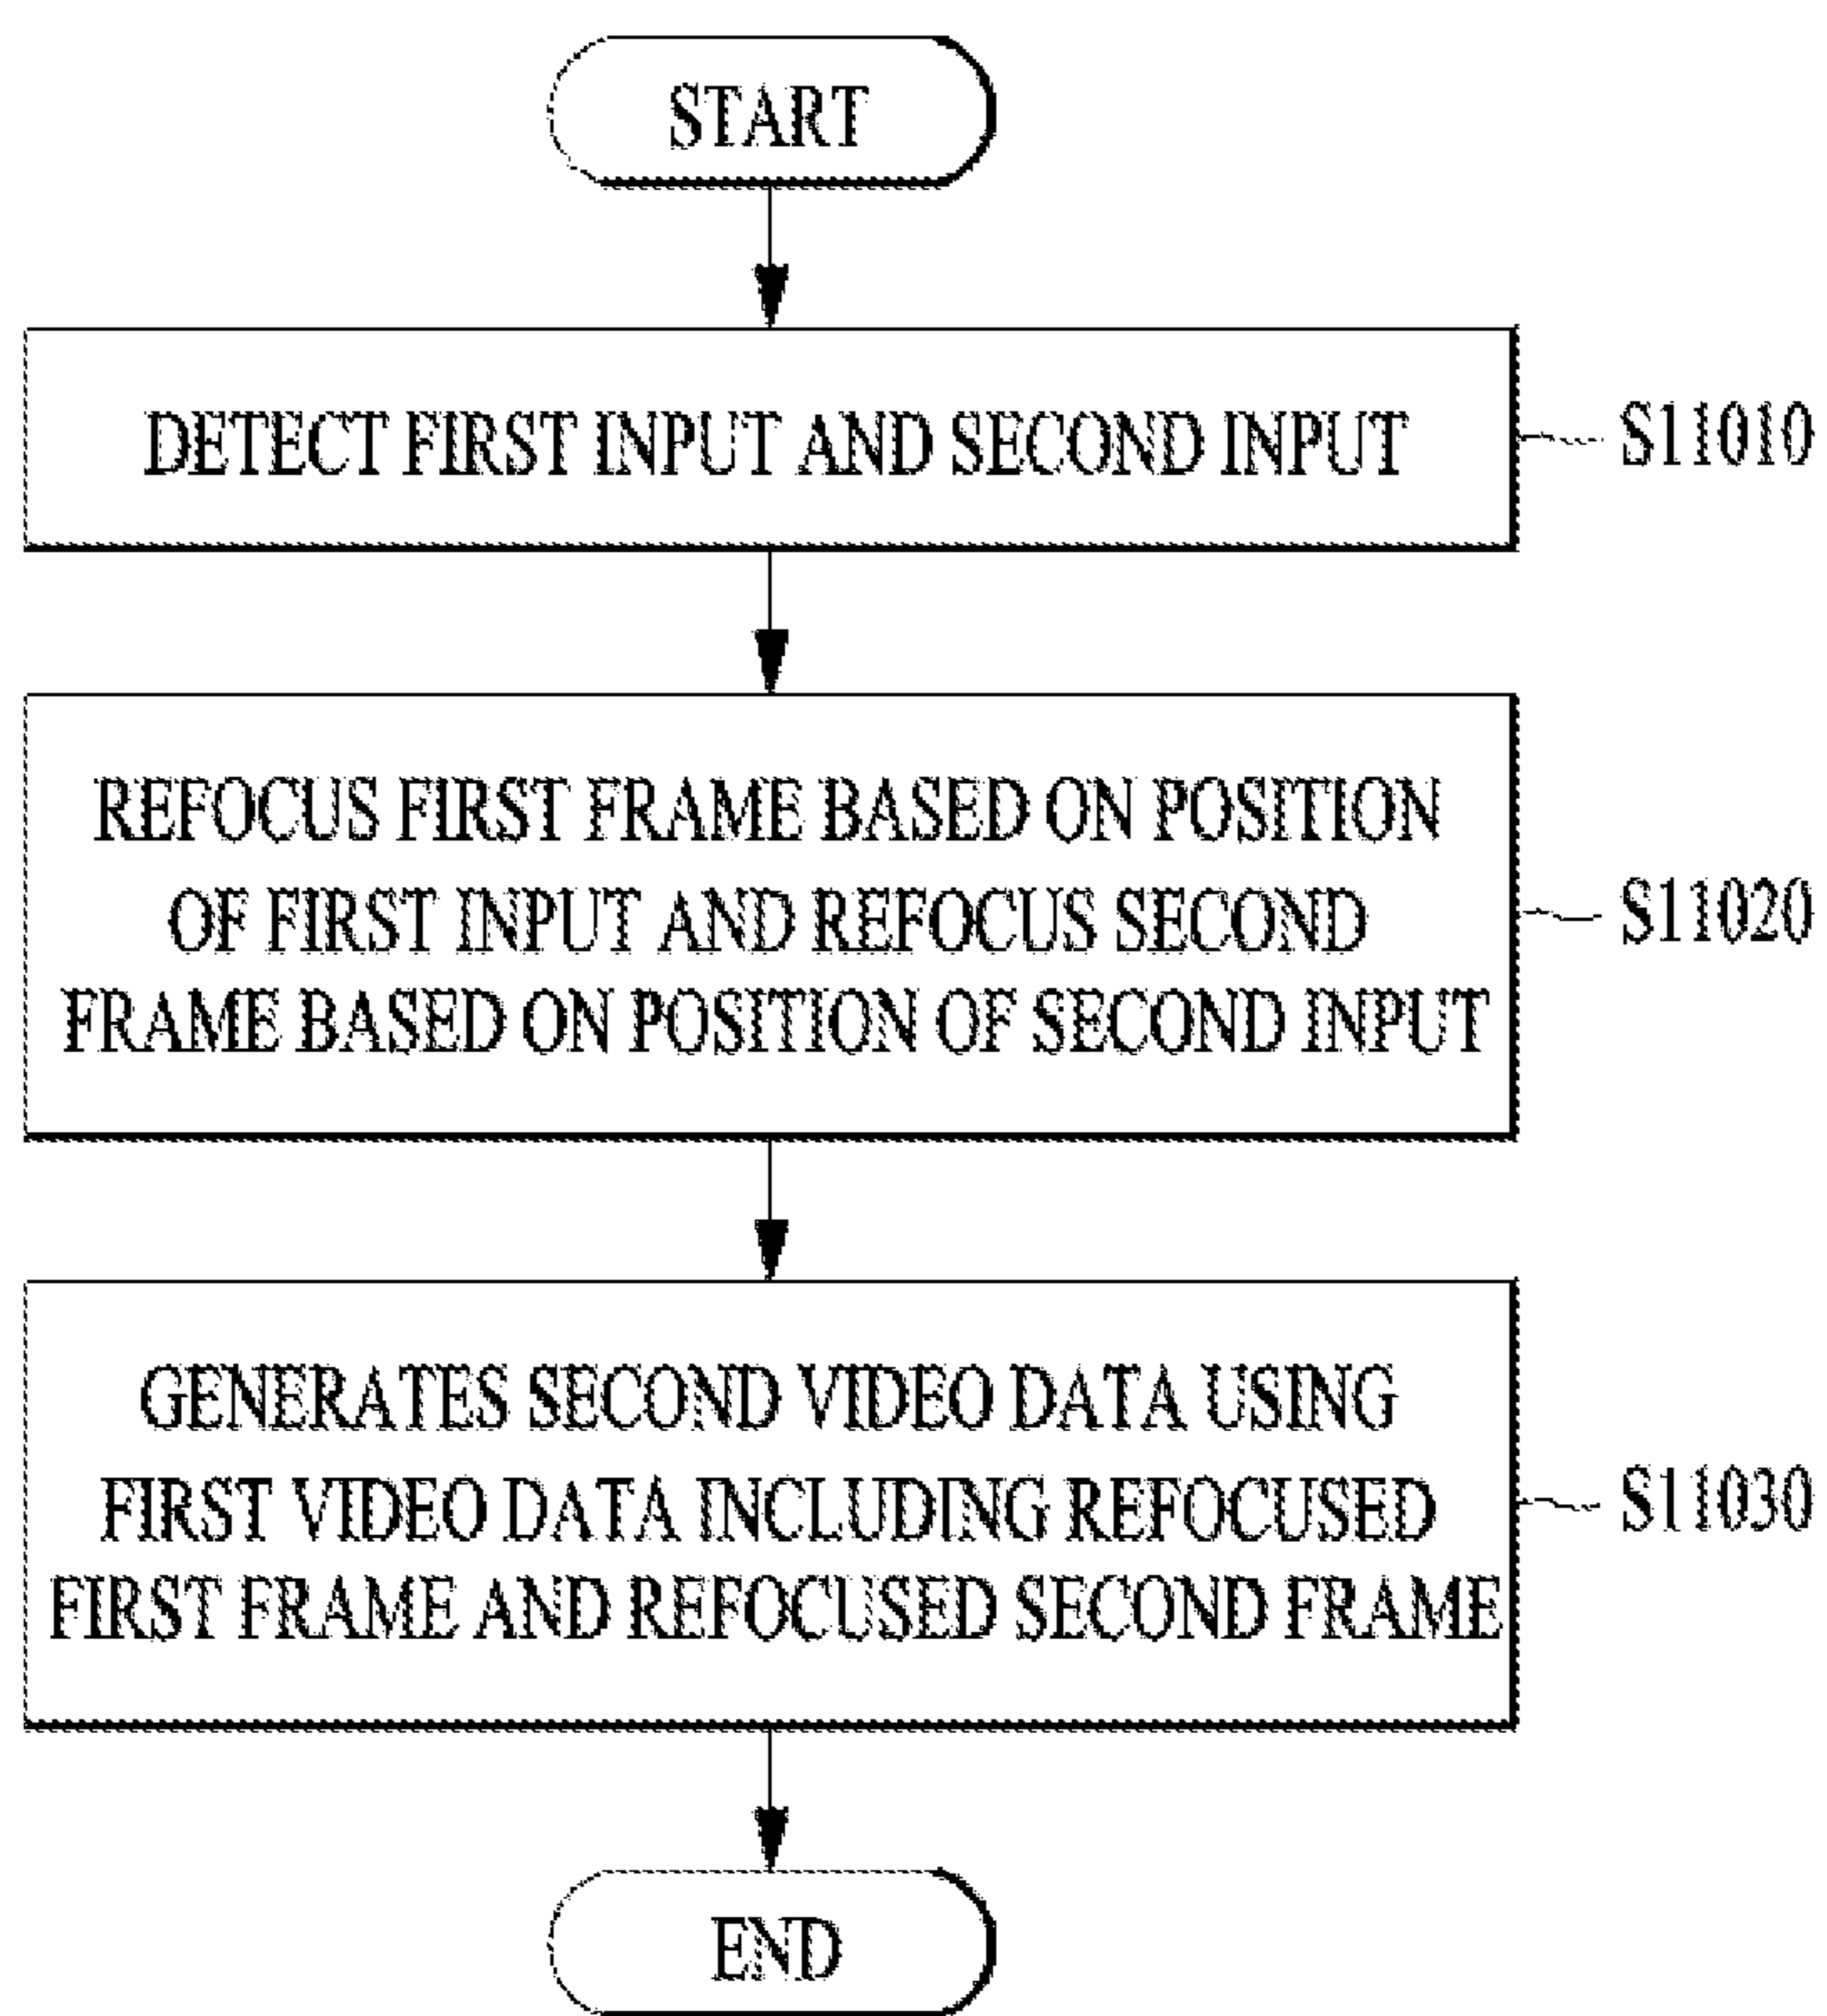 START
DETECT FIRST INPUT AND SECOND INPUT
S11010
REFOCUS FIRST FRAME BASED ON POSITION
OF FIRST INPUT AND REFOCUS SECOND
FRAME BASED ON POSITION OF SECOND INPUT
S11020
GENERATES SECOND VIDEO DATA USING
FIRST VIDEO DATA INCLUDING REFOCUSED
FIRST FRAME AND REFOCUSED SECOND FRAME
S11030
END